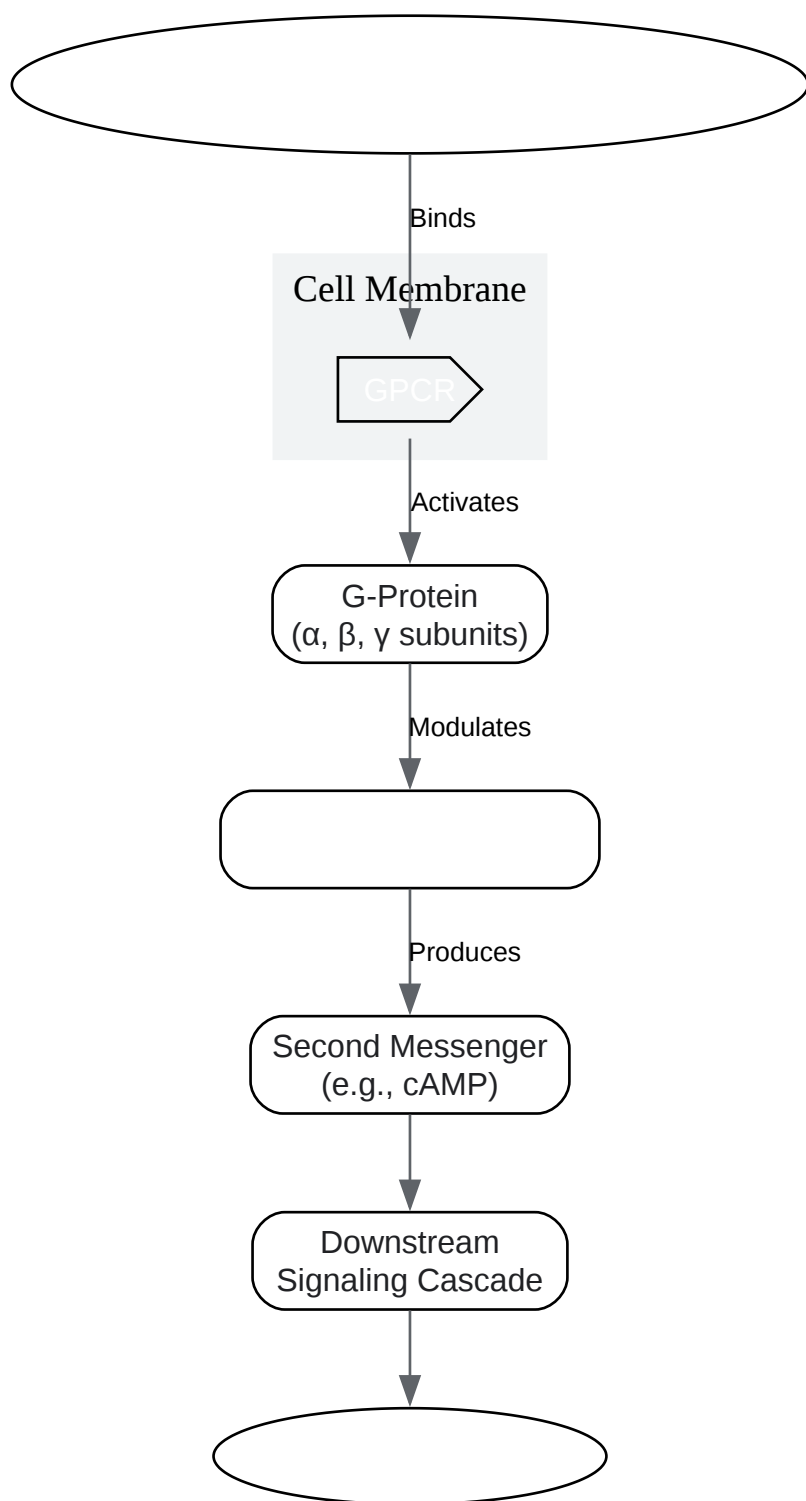 Binds
Cell Membrane
GPCR
Activates
G-Protein
(α, β, γ subunits)
Modulates
Produces
Second Messenger
(e.g., cAMP)
Downstream
Signaling Cascade